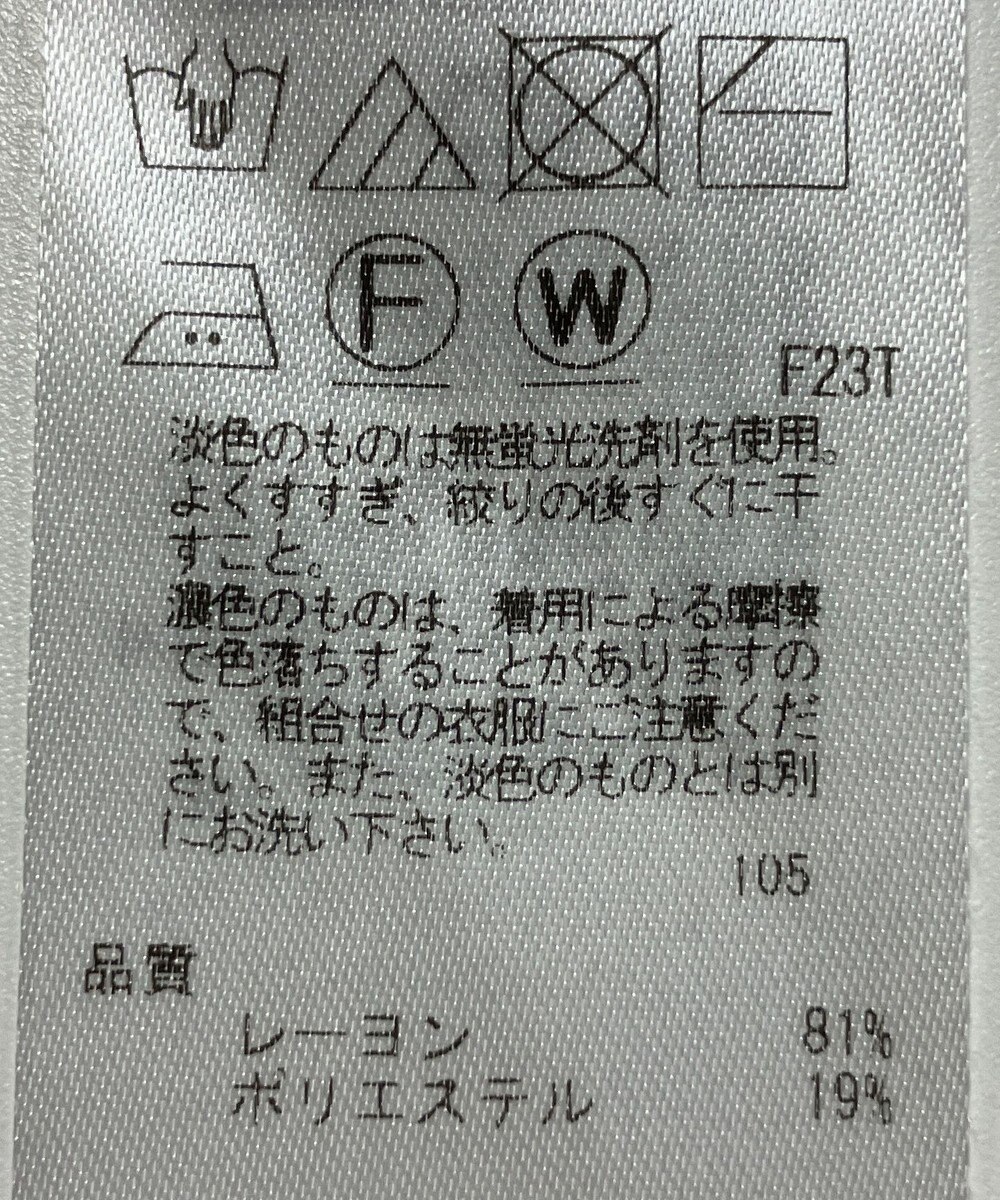 F
W
F23T
淡色のものは無蛍光洗剤を使用。
よくすすぎ、絞りの後すぐに干
すこと。
濃色のものは、着用による摩擦
で色落ちすることがありますの
で、組合せの衣服にご注意くだ
さい。また、淡色のものとは別
にお洗い下さい。
105
品質
レーヨン 81%
ポリエステル 19%